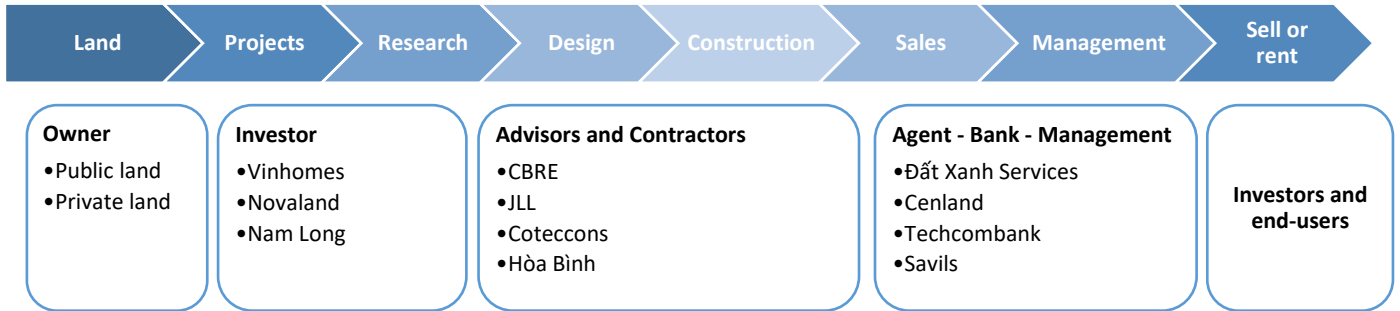 Land
Projects
Research
Design
Construction
Sales
Management
Sell or
rent
Owner
•Public land
•Private land
Investor
•Vinhomes
•Novaland
•Nam Long
Advisors and Contractors
•CBRE
•JLL
•Coteccons
•Hòa Bình
Agent - Bank - Management
•Đất Xanh Services
•Cenland
•Techcombank
•Savils
Investors and
end-users